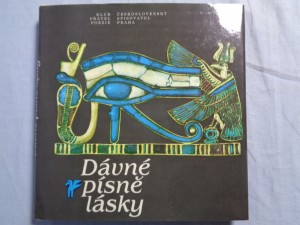 KLUB ČESKOSLOVENSKÝ
PŘÁTEL SPISOVATEL
POEZIE PRAHA
Dávné
písně
lásky